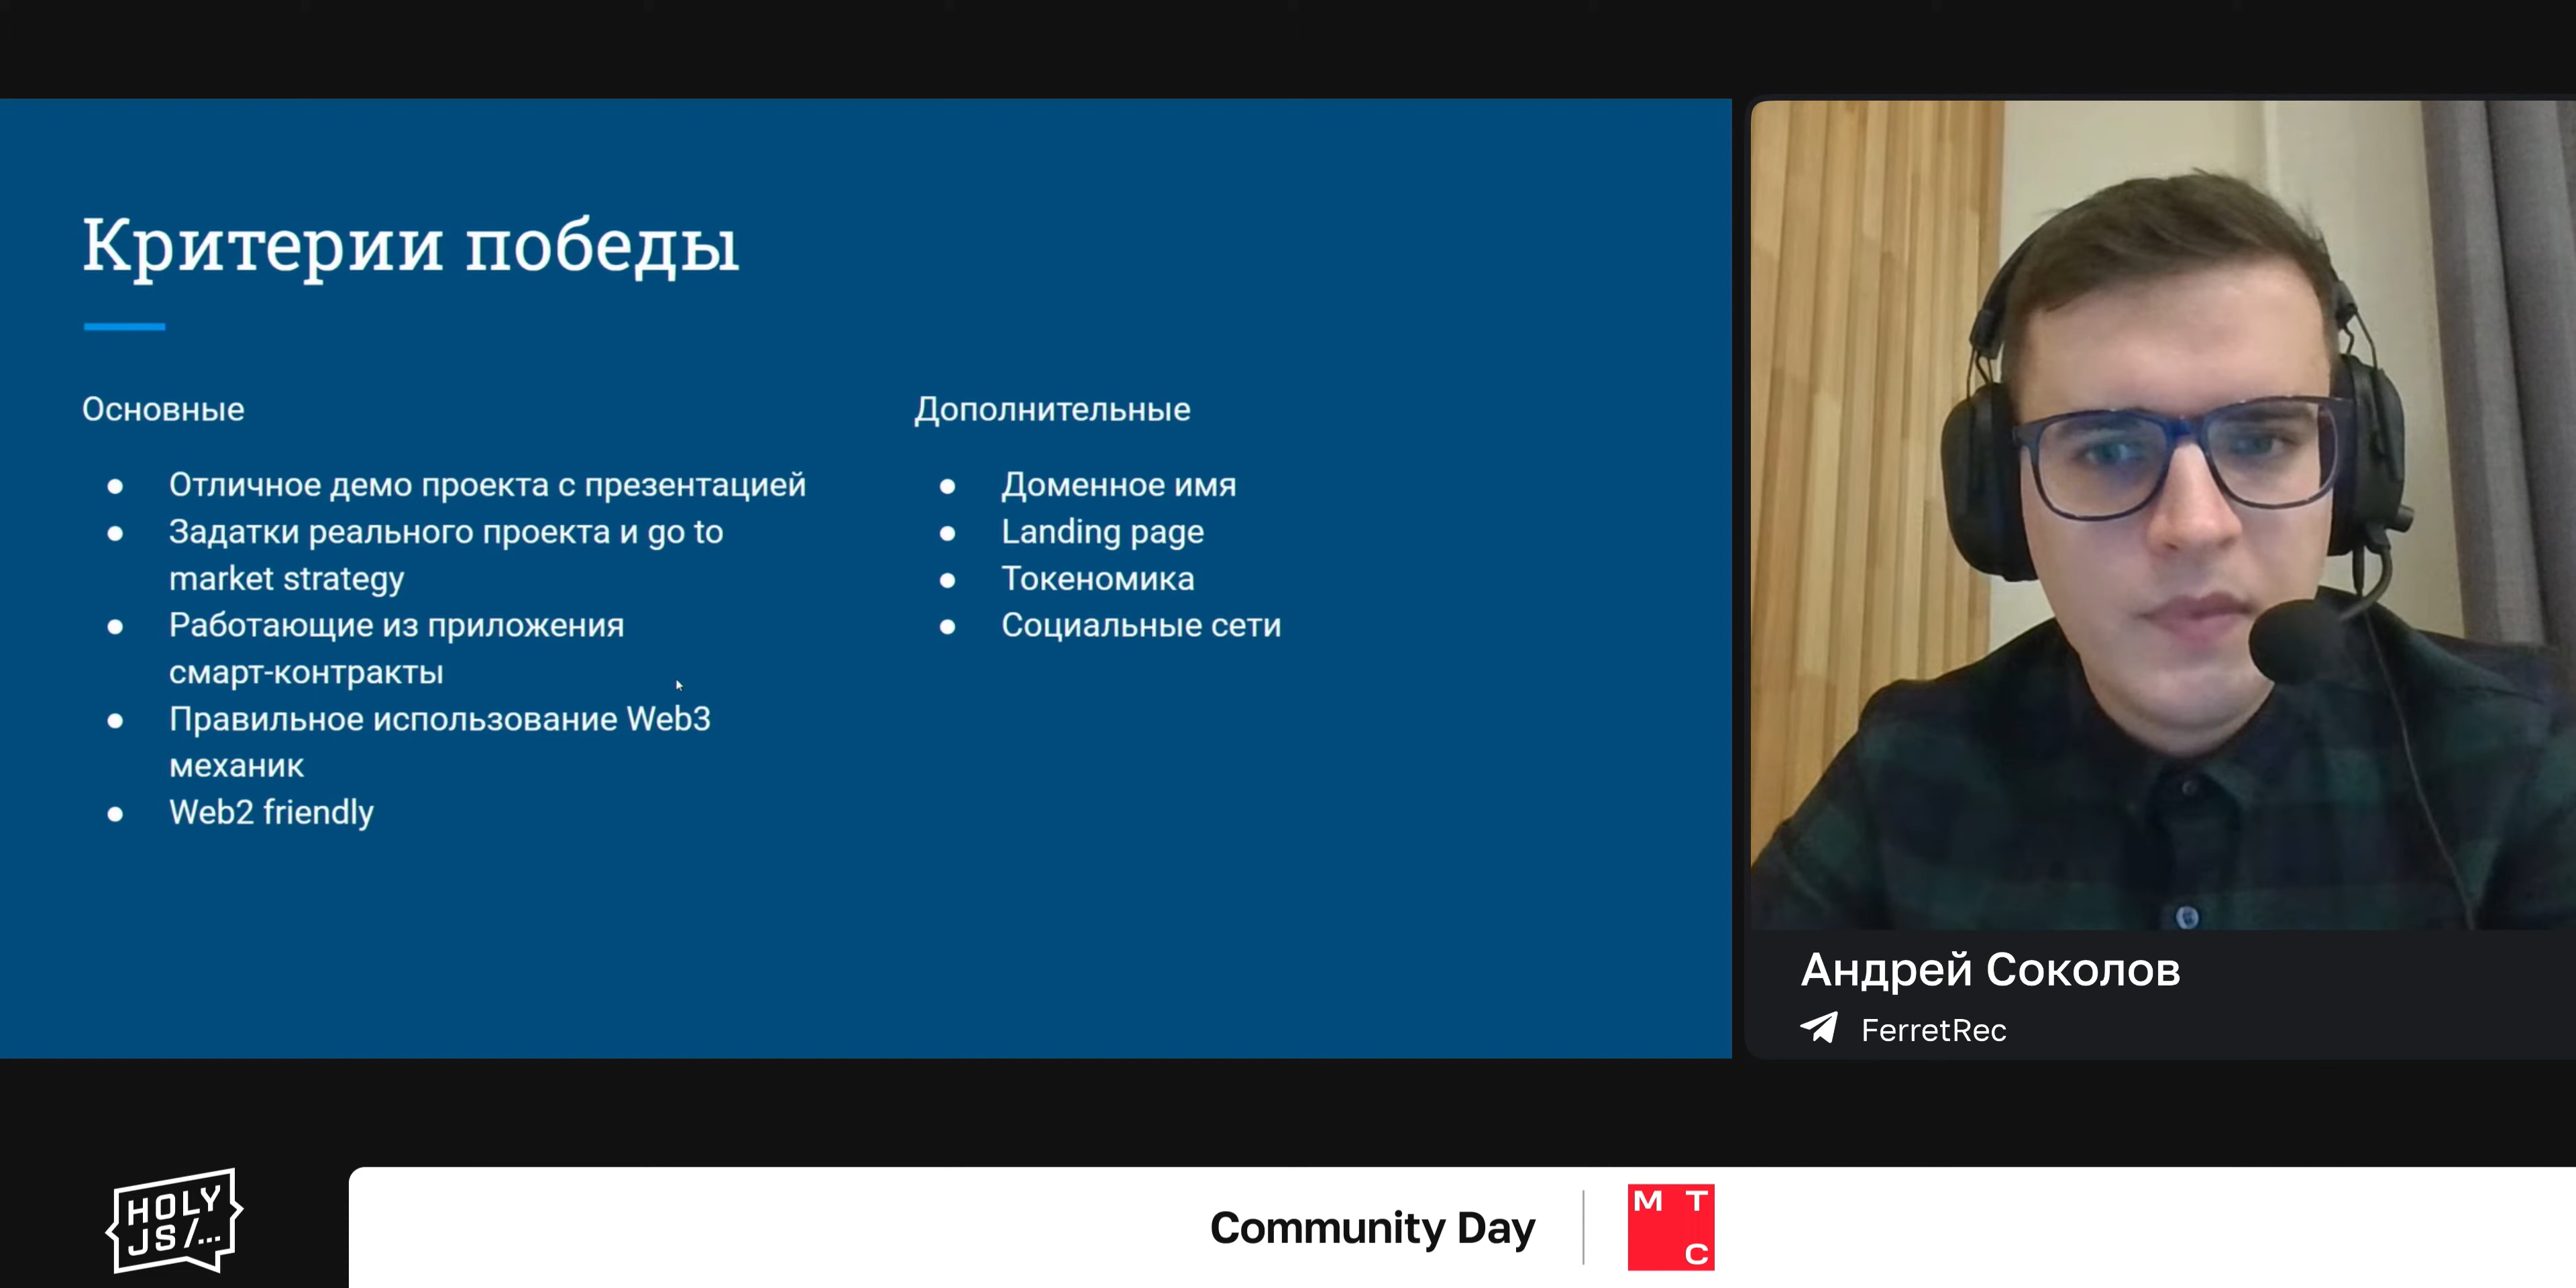 Критерии победы
Основные
Отличное демо проекта с презентацией
Задатки реального проекта и go to
market strategy
Работающие из приложения
смарт-контракты
Правильное использование Web3
механик
Web2 friendly
Дополнительные
Доменное имя
Landing page
Токеномика
Социальные сети
Андрей Соколов
FerretRec
HOLY
JS/...
Community Day
М Т
С